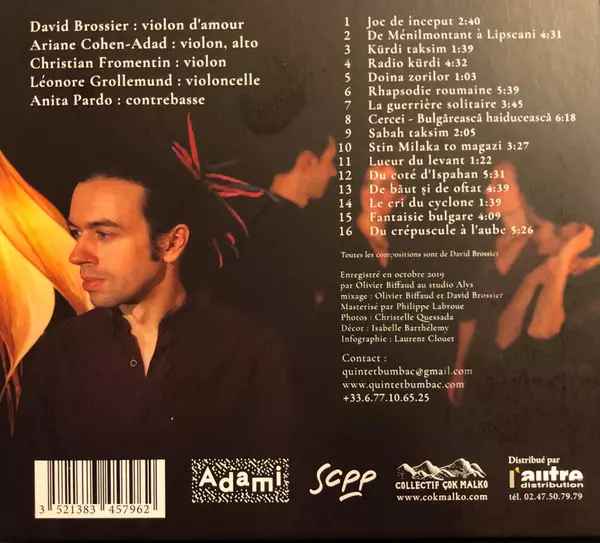 David Brossier : violon d'amour
Ariane Cohen-Adad : violon, alto
Christian Fromentin : violon
Léonore Grollemund : violoncelle
Anita Pardo : contrebasse
1 Joc de inceput 2:40
2 De Ménilmontant à Lipscani 4:31
3 Kürdi taksim 1:39
4 Radio kürdi 4:32
5 Doina zorilor 1:03
6 Rhapsodie roumaine 5:39
7 La guerrière solitaire 3:45
8 Cercei - Bulgărească haiducească 6:18
9 Sabah taksim 2:05
10 Stin Milaka to magazi 3:27
11 Lueur du levant 1:22
12 Du coté d'Ispahan 5:31
13 De băut și de oftat 4:39
14 Le cri du cyclone 1:39
15 Fantaisie bulgare 4:09
16 Du crépuscule à l'aube 5:26
Toutes les compositions sont de David Brossier
Enregistré en octobre 2019
par Olivier Biffaud au studio Alys
mixage : Olivier Biffaud et David Brossier
Masterisé par Philippe Labroue
Photos : Christelle Quessada
Décor : Isabelle Barthélemy
Infographie : Laurent Clouet
Contact :
quintetbumbac@gmail.com
www.quintetbumbac.com
+33.6.77.10.65.25
3 521383 457962
Adami
Scpp
COLLECTIF ÇOK MALKO
www.cokmalko.com
Distribué par
l'autre
distribution
tél. 02.47.50.79.79